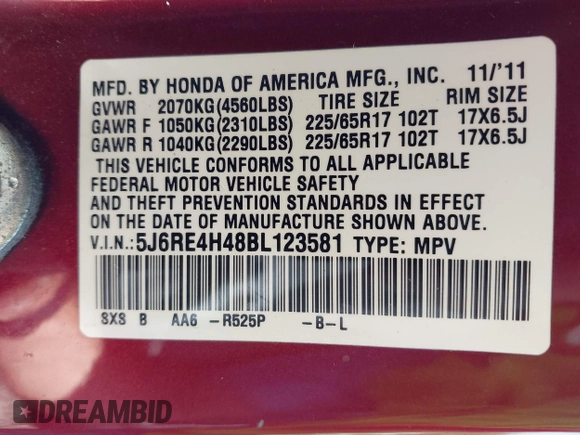 MFD. BY HONDA OF AMERICA MFG., INC. 11/'11
GVWR 2070KG(4560LBS) TIRE SIZE RIM SIZE
GAWR F 1050KG(2310LBS) 225/65R17 102T 17X6.5J
GAWR R 1040KG(2290LBS) 225/65R17 102T 17X6.5J
THIS VEHICLE CONFORMS TO ALL APPLICABLE
FEDERAL MOTOR VEHICLE SAFETY
AND THEFT PREVENTION STANDARDS IN EFFECT
ON THE DATE OF MANUFACTURE SHOWN ABOVE.
V.I.N.:5J6RE4H48BL123581 TYPE: MPV
SXS B AA6 -R525P -B-L
DREAMBID